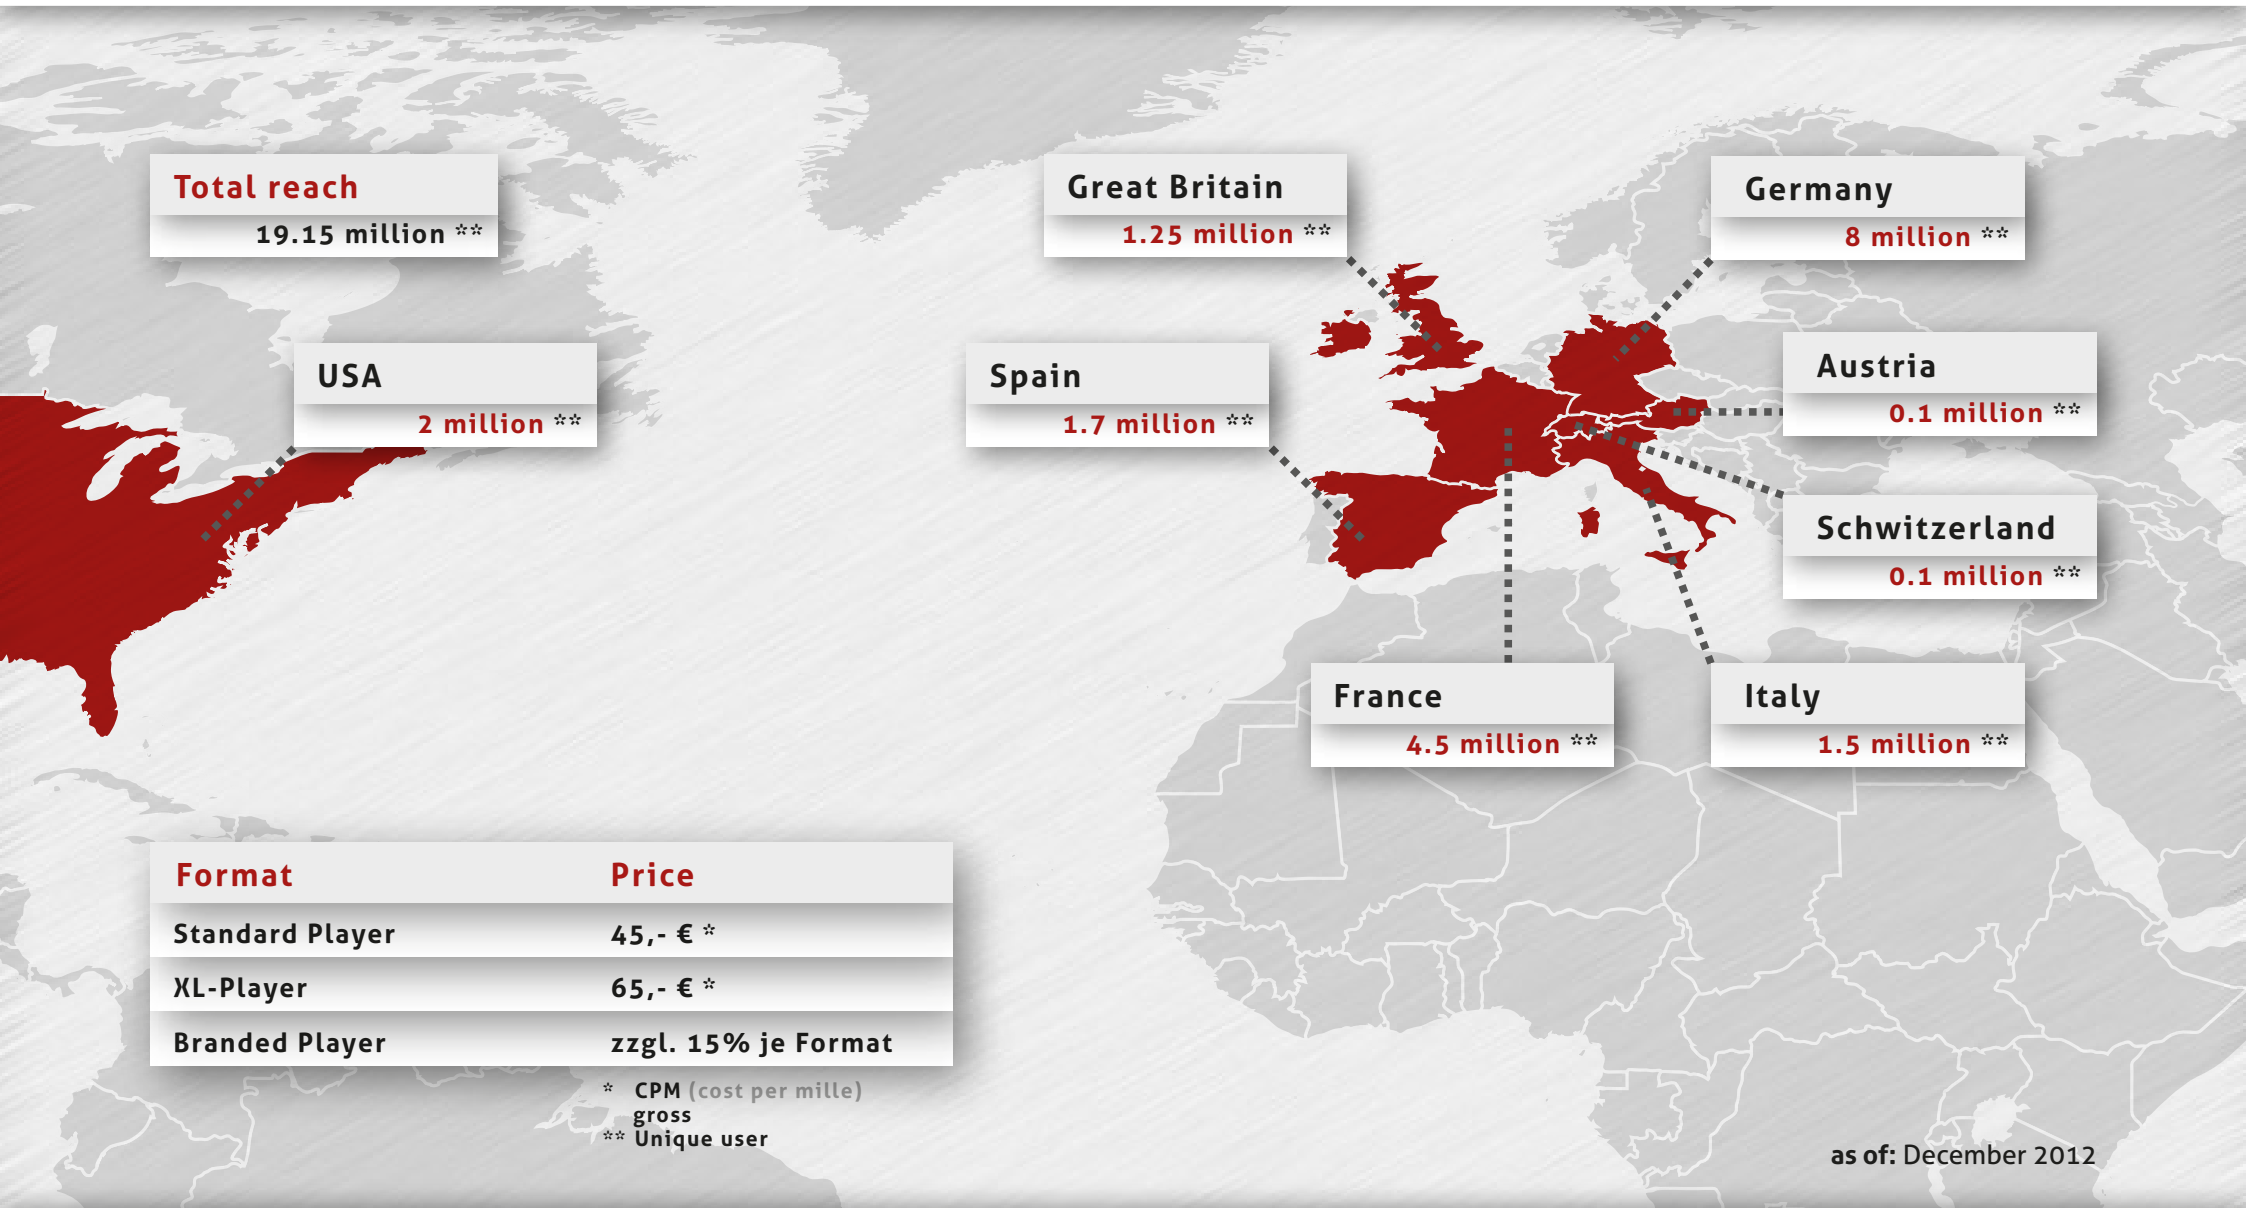 Total reach
19.15 million **
Great Britain
1.25 million **
Germany
8 million **
USA
2 million **
Spain
1.7 million **
Austria
0.1 million **
Schwitzerland
0.1 million **
France
4.5 million **
Italy
1.5 million **
Format Price
Standard Player 45,- € *
XL-Player 65,- € *
Branded Player zzgl. 15% je Format
* CPM (cost per mille)
gross
** Unique user
as of: December 2012